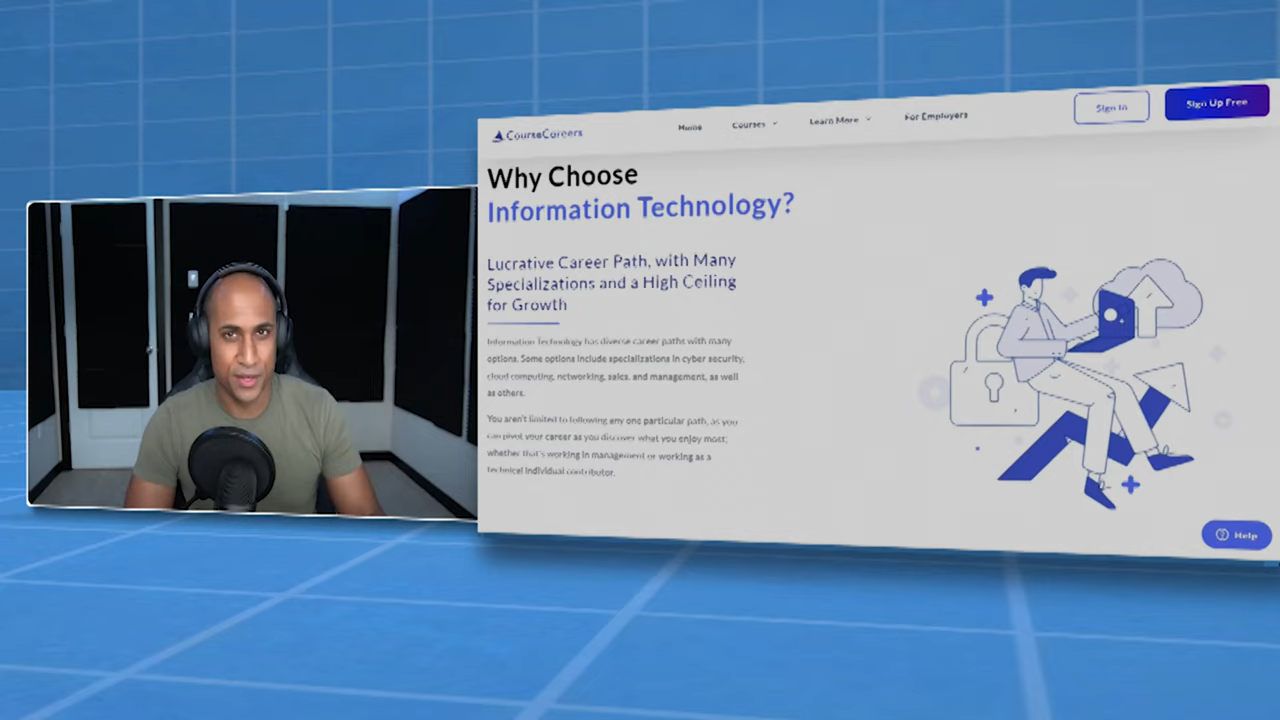 CourseCareers
Home
Courses
Learn More
For Employers
Sign In
Sign Up Free
Why Choose
Information Technology?
Lucrative Career Path, with Many
Specializations and a High Ceiling
for Growth
Information Technology has diverse career paths with many
options. Some options include specializations in cyber security,
cloud computing, networking, sales, and management, as well
as others.
You aren't limited to following any one particular path, as you
can pivot your career as you discover what you enjoy most;
whether that's working in management or working as a
technical individual contributor.
Help